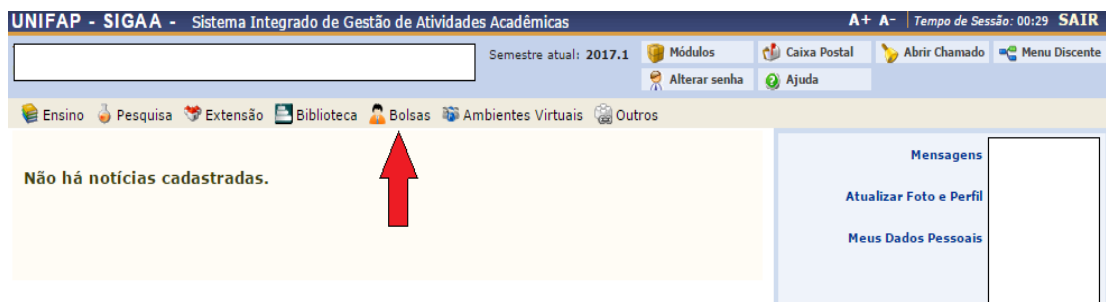 UNIFAP - SIGAA - Sistema Integrado de Gestão de Atividades Acadêmicas A+ A- Tempo de Sessão: 00:29 SAIR
Semestre atual: 2017.1 Módulos Caixa Postal Abrir Chamado Menu Discente
Alterar senha Ajuda
Ensino Pesquisa Extensão Biblioteca Bolsas Ambientes Virtuais Outros
Não há notícias cadastradas.
Mensagens
Atualizar Foto e Perfil
Meus Dados Pessoais